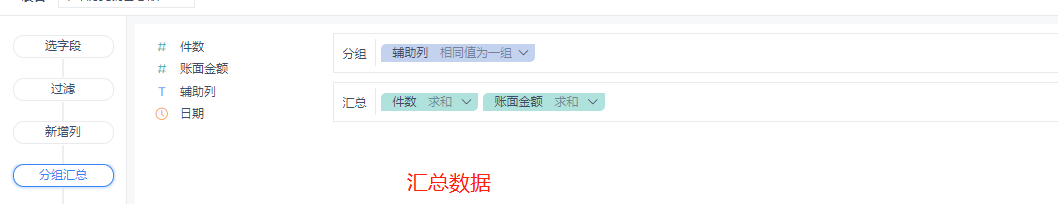 选字段
过滤
新增列
分组汇总
# 件数
# 账面金额
T 辅助列
日期
分组 辅助列 相同值为一组
汇总 件数 求和 账面金额 求和
汇总数据